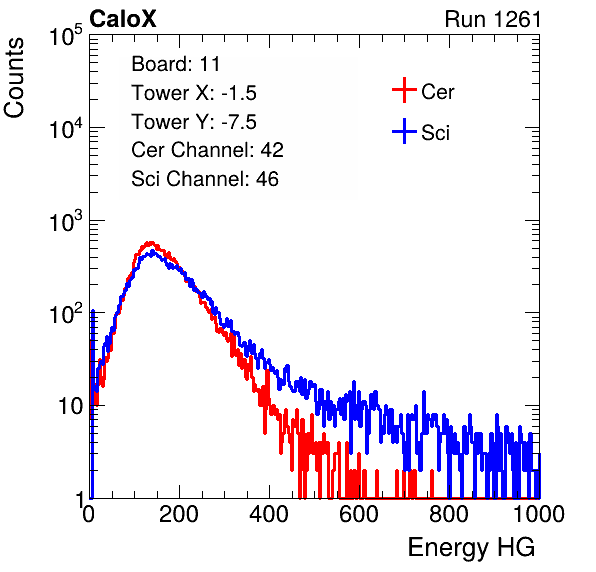 CaloX Run 1261
Counts
Board: 11
Tower X: -1.5
Tower Y: -7.5
Cer Channel: 42
Sci Channel: 46
Cer
Sci
10^5
10^4
10^3
10^2
10
1
0 200 400 600 800 1000
Energy HG